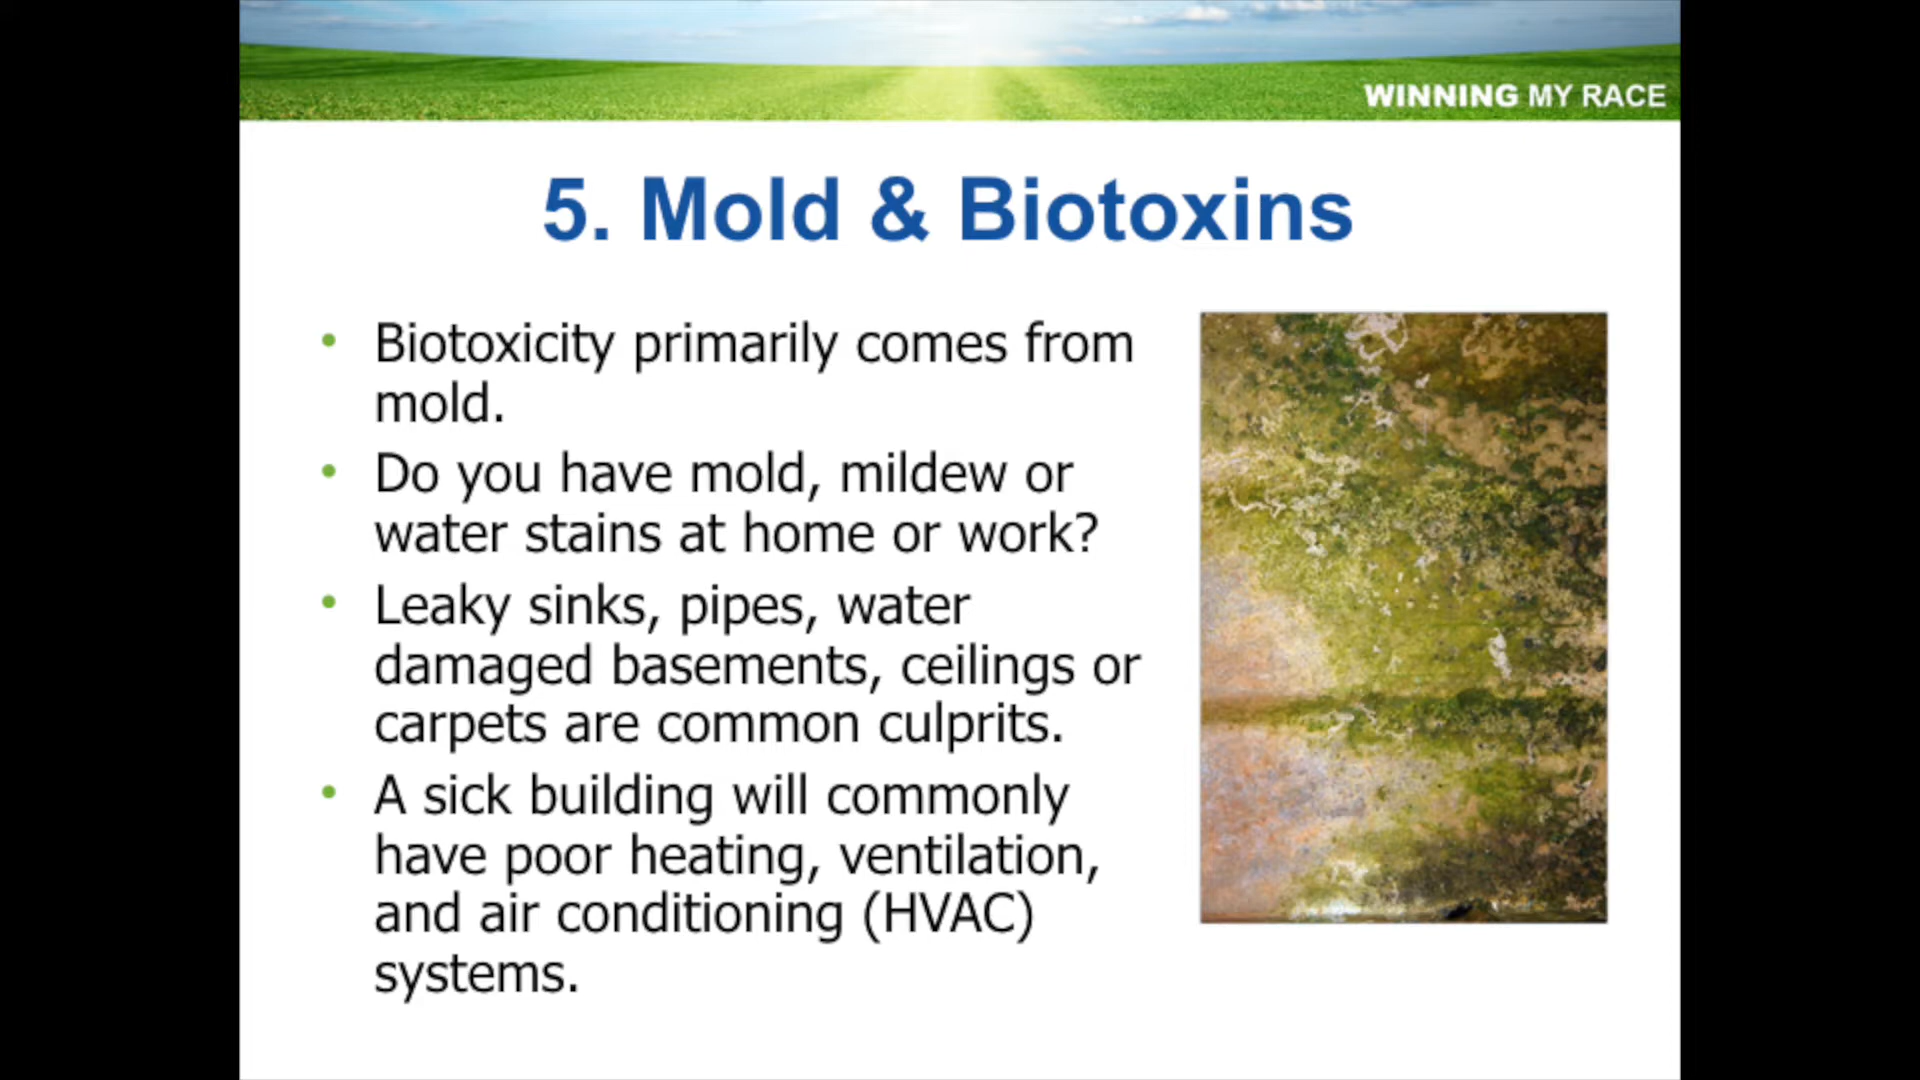 WINNING MY RACE
5. Mold & Biotoxins
• Biotoxicity primarily comes from
mold.
• Do you have mold, mildew or
water stains at home or work?
• Leaky sinks, pipes, water
damaged basements, ceilings or
carpets are common culprits.
• A sick building will commonly
have poor heating, ventilation,
and air conditioning (HVAC)
systems.